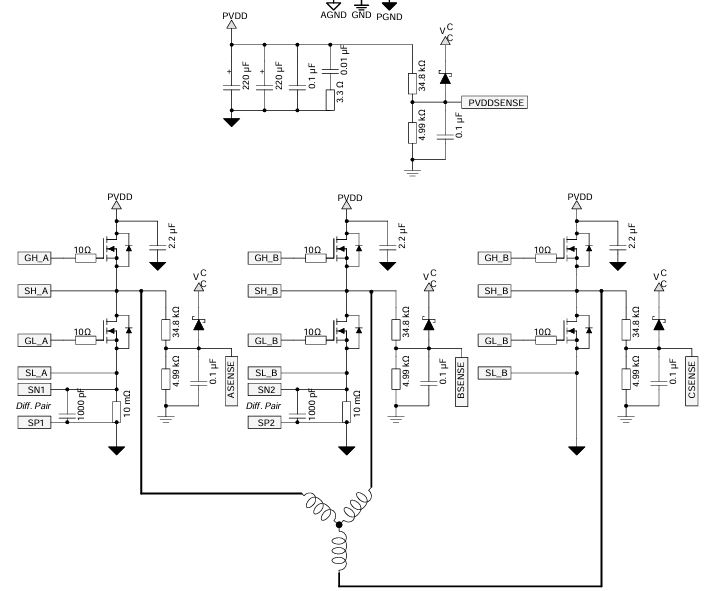 AGND GND PGND
PVDD
VCC
+ 220 µF
+ 220 µF
0.1 µF
0.01 µF
3.3 Ω
34.8 kΩ
4.99 kΩ
0.1 µF
PVDDSENSE
PVDD
2.2 µF
GH_A
10Ω
SH_A
VCC
34.8 kΩ
GL_A
10Ω
4.99 kΩ
0.1 µF
ASENSE
SL_A
SN1
Diff. Pair
1000 pF
10 mΩ
SP1
PVDD
2.2 µF
GH_B
10Ω
SH_B
VCC
34.8 kΩ
GL_B
10Ω
4.99 kΩ
0.1 µF
BSENSE
SL_B
SN2
Diff. Pair
1000 pF
10 mΩ
SP2
PVDD
2.2 µF
GH_B
10Ω
SH_B
VCC
34.8 kΩ
GL_B
10Ω
4.99 kΩ
0.1 µF
CSENSE
SL_B